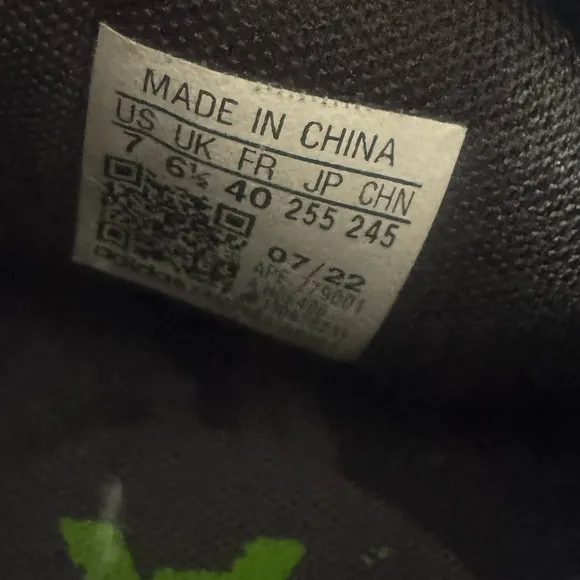 MADE IN CHINA
US UK FR JP CHN
7 6½ 40 255 245
07/22